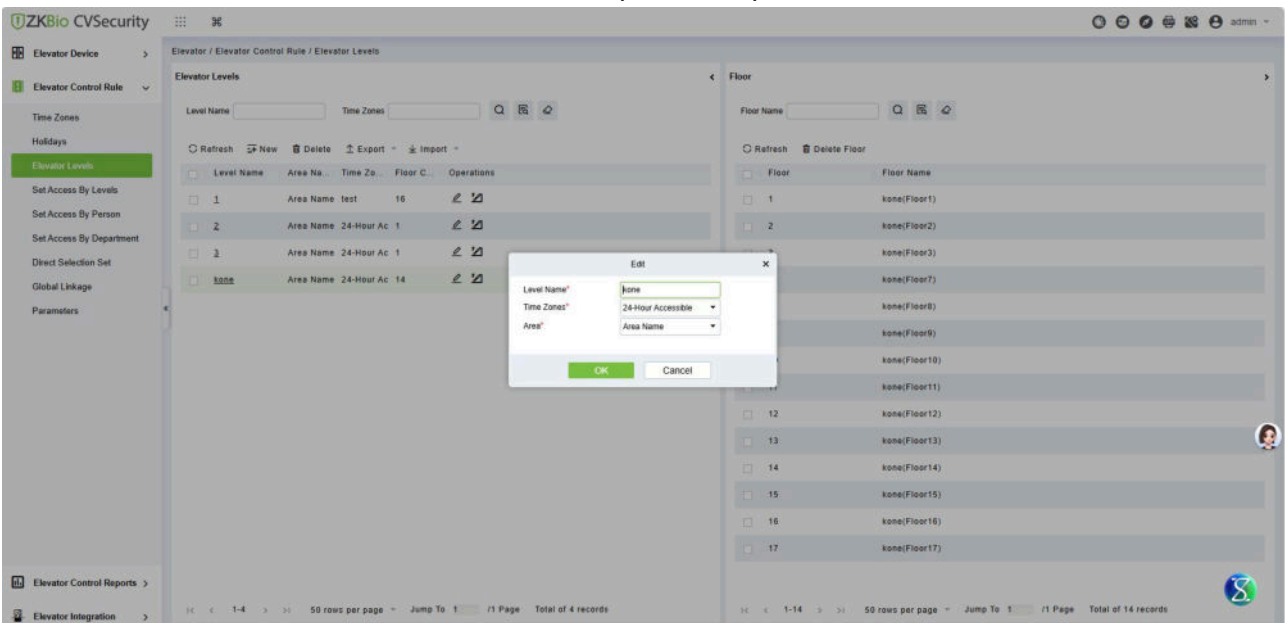 ZKBio CVSecurity
admin
Elevator Device
Elevator Control Rule
Time Zones
Holidays
Elevator Levels
Set Access By Levels
Set Access By Person
Set Access By Department
Direct Selection Set
Global Linkage
Parameters
Elevator Control Reports
Elevator Integration
Elevator / Elevator Control Rule / Elevator Levels
Elevator Levels
Level Name Time Zones
Refresh New Delete Export Import
Level Name Area Na... Time Zo... Floor C... Operations
1 Area Name test 16
2 Area Name 24-Hour Ac 1
3 Area Name 24-Hour Ac 1
kone Area Name 24-Hour Ac 14
1-4 50 rows per page Jump To 1 /1 Page Total of 4 records
Edit
Level Name* kone
Time Zones* 24-Hour Accessible
Area* Area Name
OK Cancel
Floor
Floor Name
Refresh Delete Floor
Floor Floor Name
1 kone(Floor1)
2 kone(Floor2)
kone(Floor3)
kone(Floor7)
kone(Floor8)
kone(Floor9)
kone(Floor10)
11 kone(Floor11)
12 kone(Floor12)
13 kone(Floor13)
14 kone(Floor14)
15 kone(Floor15)
16 kone(Floor16)
17 kone(Floor17)
1-14 50 rows per page Jump To 1 /1 Page Total of 14 records